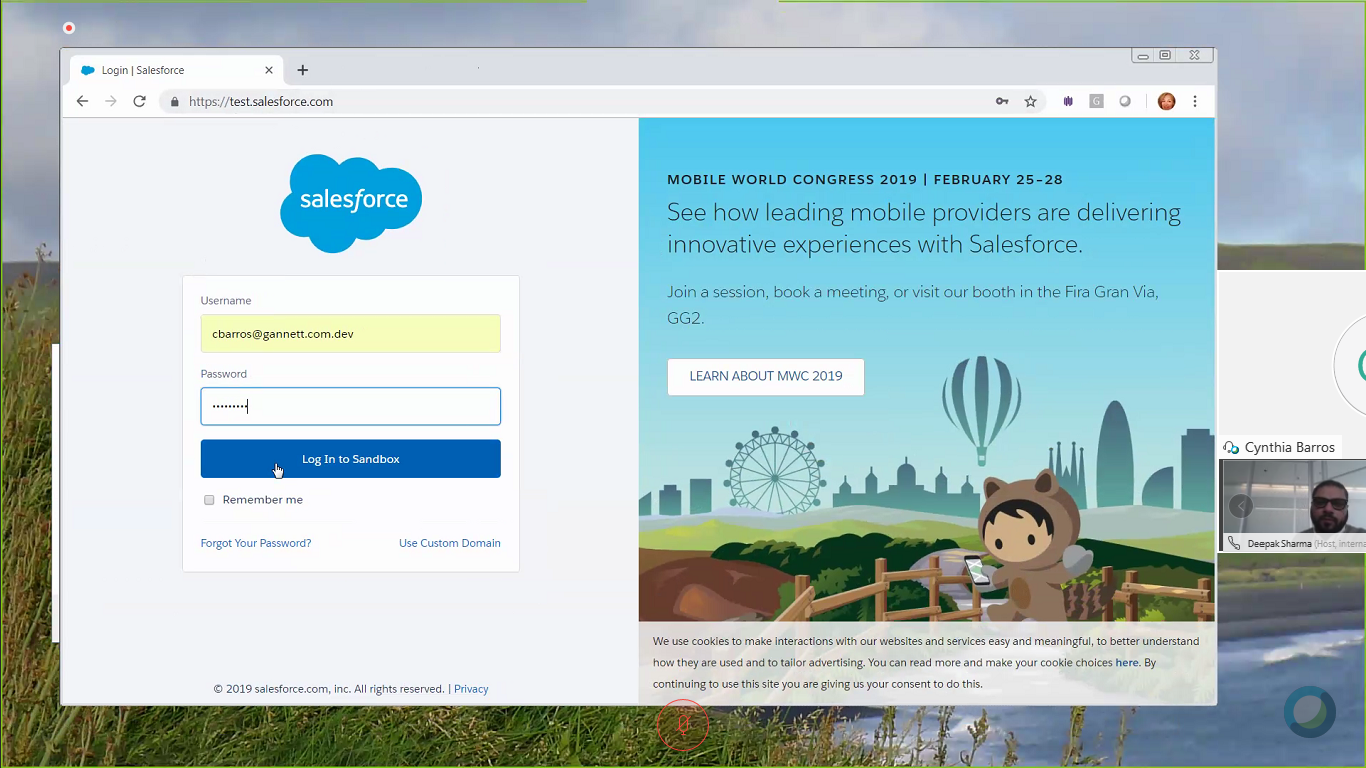 Login | Salesforce
https://test.salesforce.com
G
salesforce
Username
cbarros@gannett.com.dev
Password
Log In to Sandbox
Remember me
Forgot Your Password?
Use Custom Domain
© 2019 salesforce.com, inc. All rights reserved. | Privacy
MOBILE WORLD CONGRESS 2019 | FEBRUARY 25–28
See how leading mobile providers are delivering
innovative experiences with Salesforce.
Join a session, book a meeting, or visit our booth in the Fira Gran Via,
GG2.
LEARN ABOUT MWC 2019
We use cookies to make interactions with our websites and services easy and meaningful, to better understand
how they are used and to tailor advertising. You can read more and make your cookie choices here. By
continuing to use this site you are giving us your consent to do this.
Cynthia Barros
Deepak Sharma (Host, interna